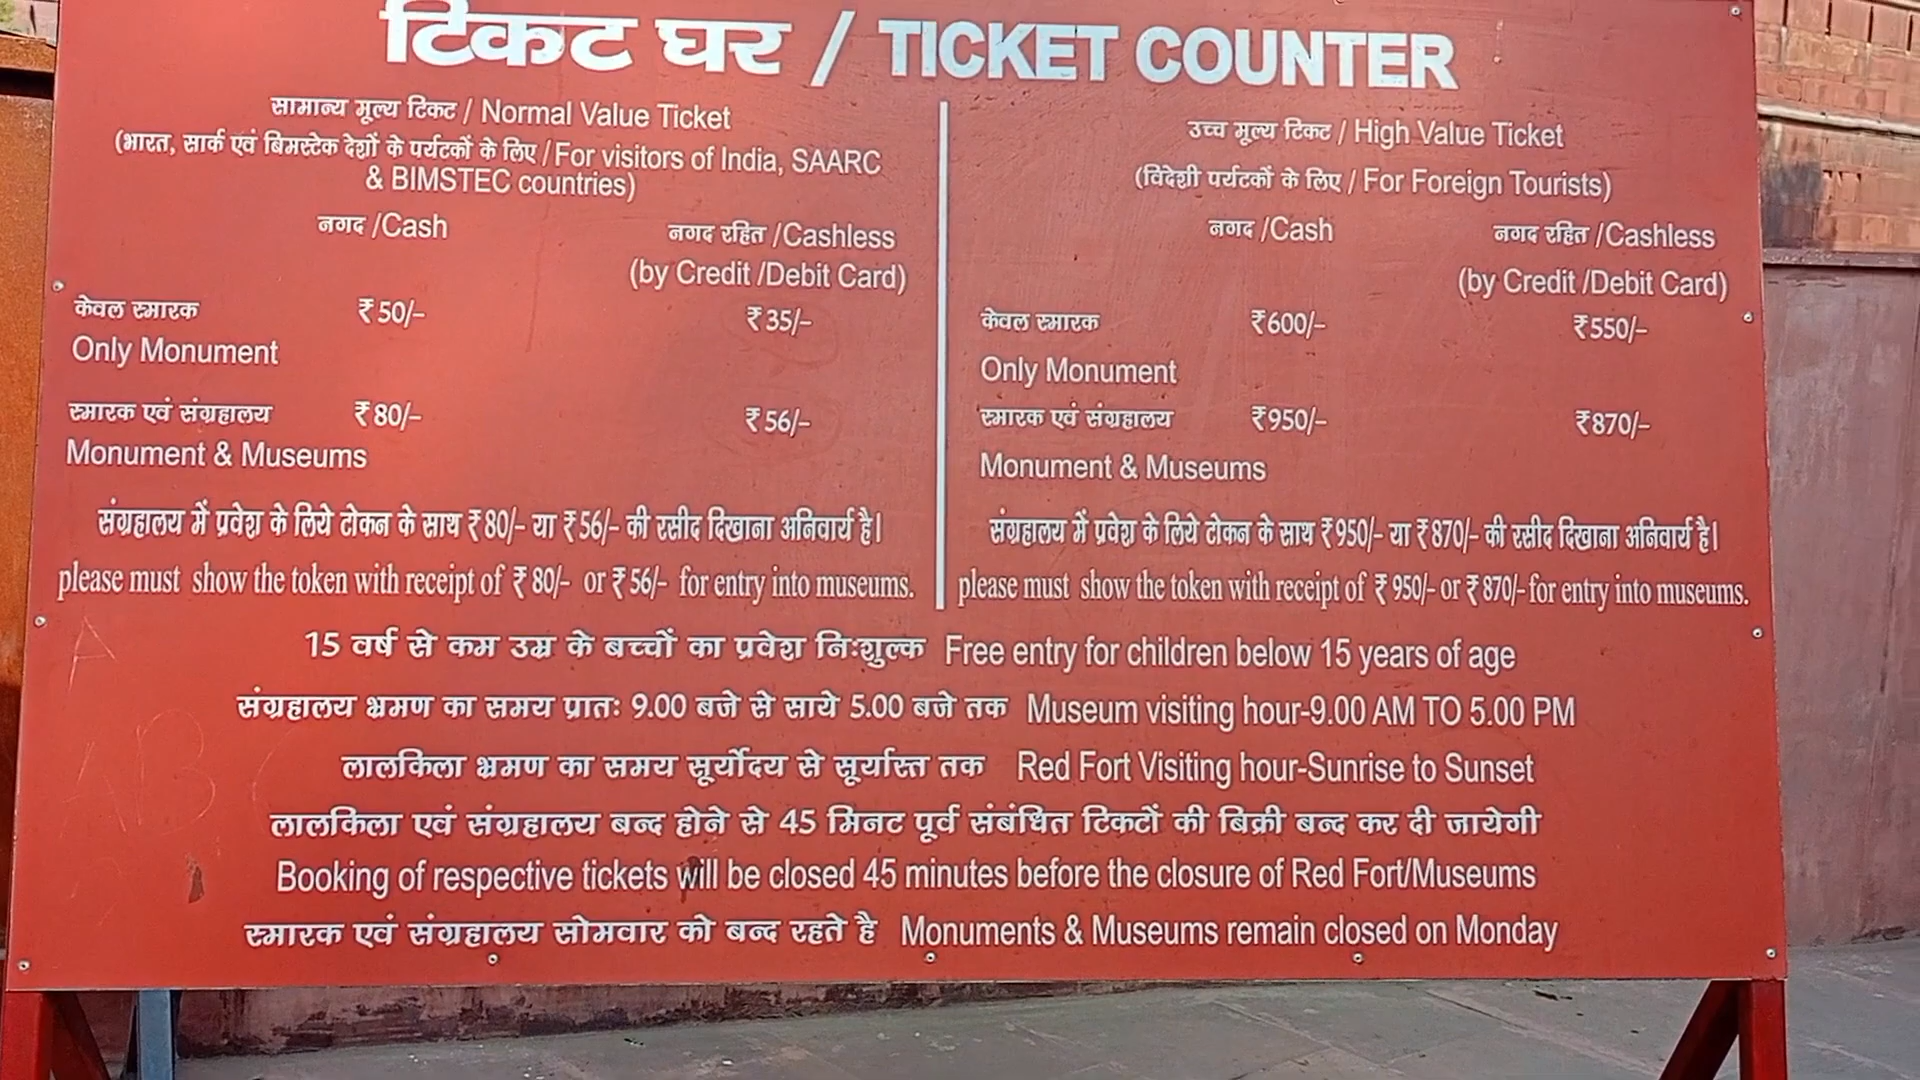 टिकट घर / TICKET COUNTER
सामान्य मूल्य टिकट / Normal Value Ticket
(भारत, सार्क एवं बिमस्टेक देशों के पर्यटकों के लिए / For visitors of India, SAARC
& BIMSTEC countries)
नगद /Cash नगद रहित /Cashless
(by Credit /Debit Card)
केवल स्मारक ₹50/- ₹35/-
Only Monument
स्मारक एवं संग्रहालय ₹80/- ₹56/-
Monument & Museums
संग्रहालय में प्रवेश के लिये टोकन के साथ ₹80/- या ₹56/- की रसीद दिखाना अनिवार्य है।
please must show the token with receipt of ₹80/- or ₹56/- for entry into museums.
उच्च मूल्य टिकट / High Value Ticket
(विदेशी पर्यटकों के लिए / For Foreign Tourists)
नगद /Cash नगद रहित /Cashless
(by Credit /Debit Card)
केवल स्मारक ₹600/- ₹550/-
Only Monument
स्मारक एवं संग्रहालय ₹950/- ₹870/-
Monument & Museums
संग्रहालय में प्रवेश के लिये टोकन के साथ ₹950/- या ₹870/- की रसीद दिखाना अनिवार्य है।
please must show the token with receipt of ₹950/- or ₹870/- for entry into museums.
15 वर्ष से कम उम्र के बच्चों का प्रवेश निःशुल्क Free entry for children below 15 years of age
संग्रहालय भ्रमण का समय प्रातः 9.00 बजे से साये 5.00 बजे तक Museum visiting hour-9.00 AM TO 5.00 PM
लालकिला भ्रमण का समय सूर्योदय से सूर्यास्त तक Red Fort Visiting hour-Sunrise to Sunset
लालकिला एवं संग्रहालय बन्द होने से 45 मिनट पूर्व संबंधित टिकटों की बिक्री बन्द कर दी जायेगी
Booking of respective tickets will be closed 45 minutes before the closure of Red Fort/Museums
स्मारक एवं संग्रहालय सोमवार को बन्द रहते है Monuments & Museums remain closed on Monday